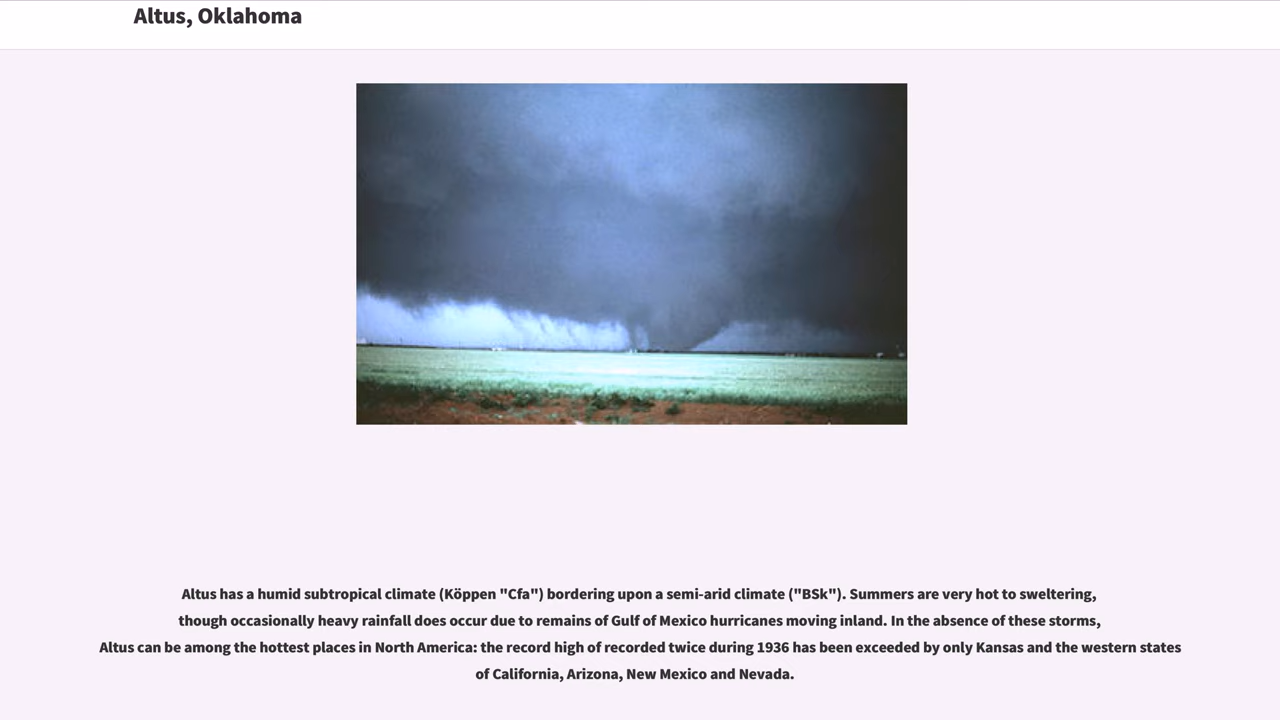 Altus, Oklahoma
Altus has a humid subtropical climate (Köppen "Cfa") bordering upon a semi-arid climate ("BSk"). Summers are very hot to sweltering,
though occasionally heavy rainfall does occur due to remains of Gulf of Mexico hurricanes moving inland. In the absence of these storms,
Altus can be among the hottest places in North America: the record high of recorded twice during 1936 has been exceeded by only Kansas and the western states
of California, Arizona, New Mexico and Nevada.